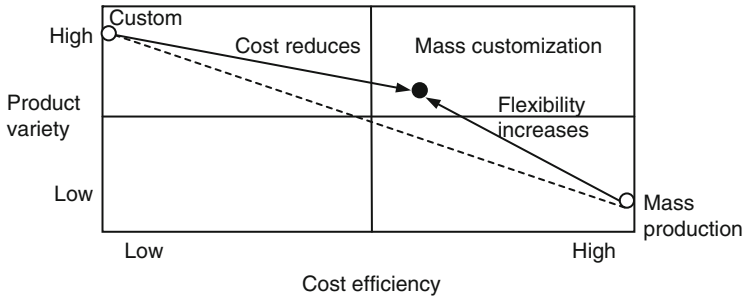 Custom
High
Cost reduces
Mass customization
Product
variety
Flexibility
increases
Low
Mass
production
Low
High
Cost efficiency